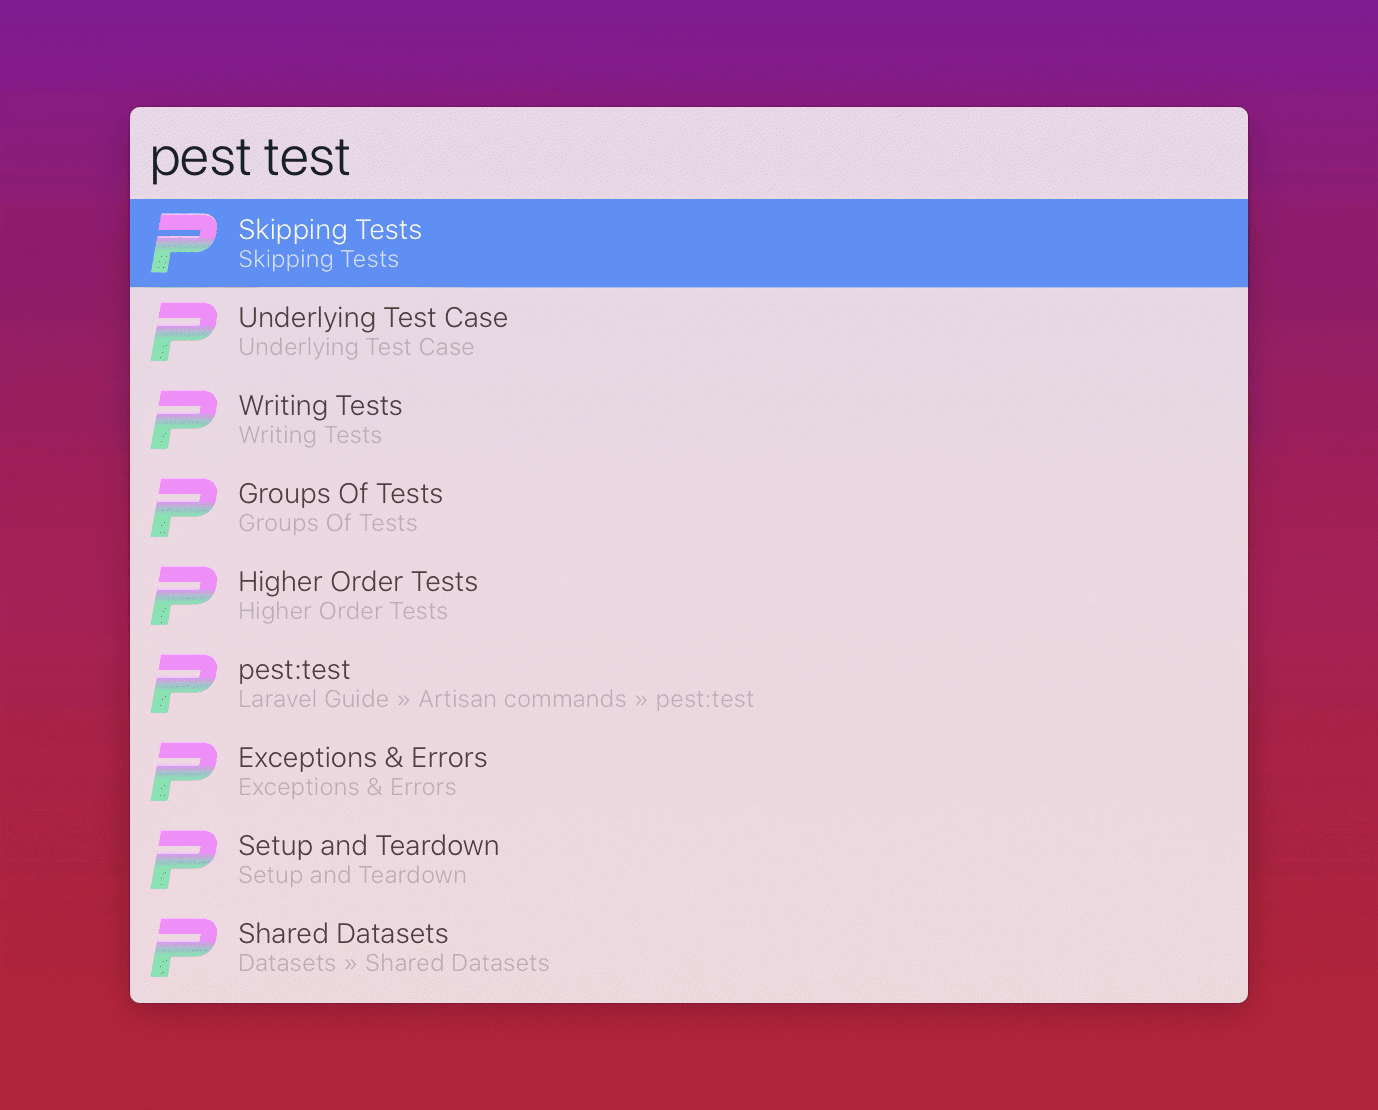 pest test
Skipping Tests
Skipping Tests
Underlying Test Case
Underlying Test Case
Writing Tests
Writing Tests
Groups Of Tests
Groups Of Tests
Higher Order Tests
Higher Order Tests
pest:test
Laravel Guide » Artisan commands » pest:test
Exceptions & Errors
Exceptions & Errors
Setup and Teardown
Setup and Teardown
Shared Datasets
Datasets » Shared Datasets